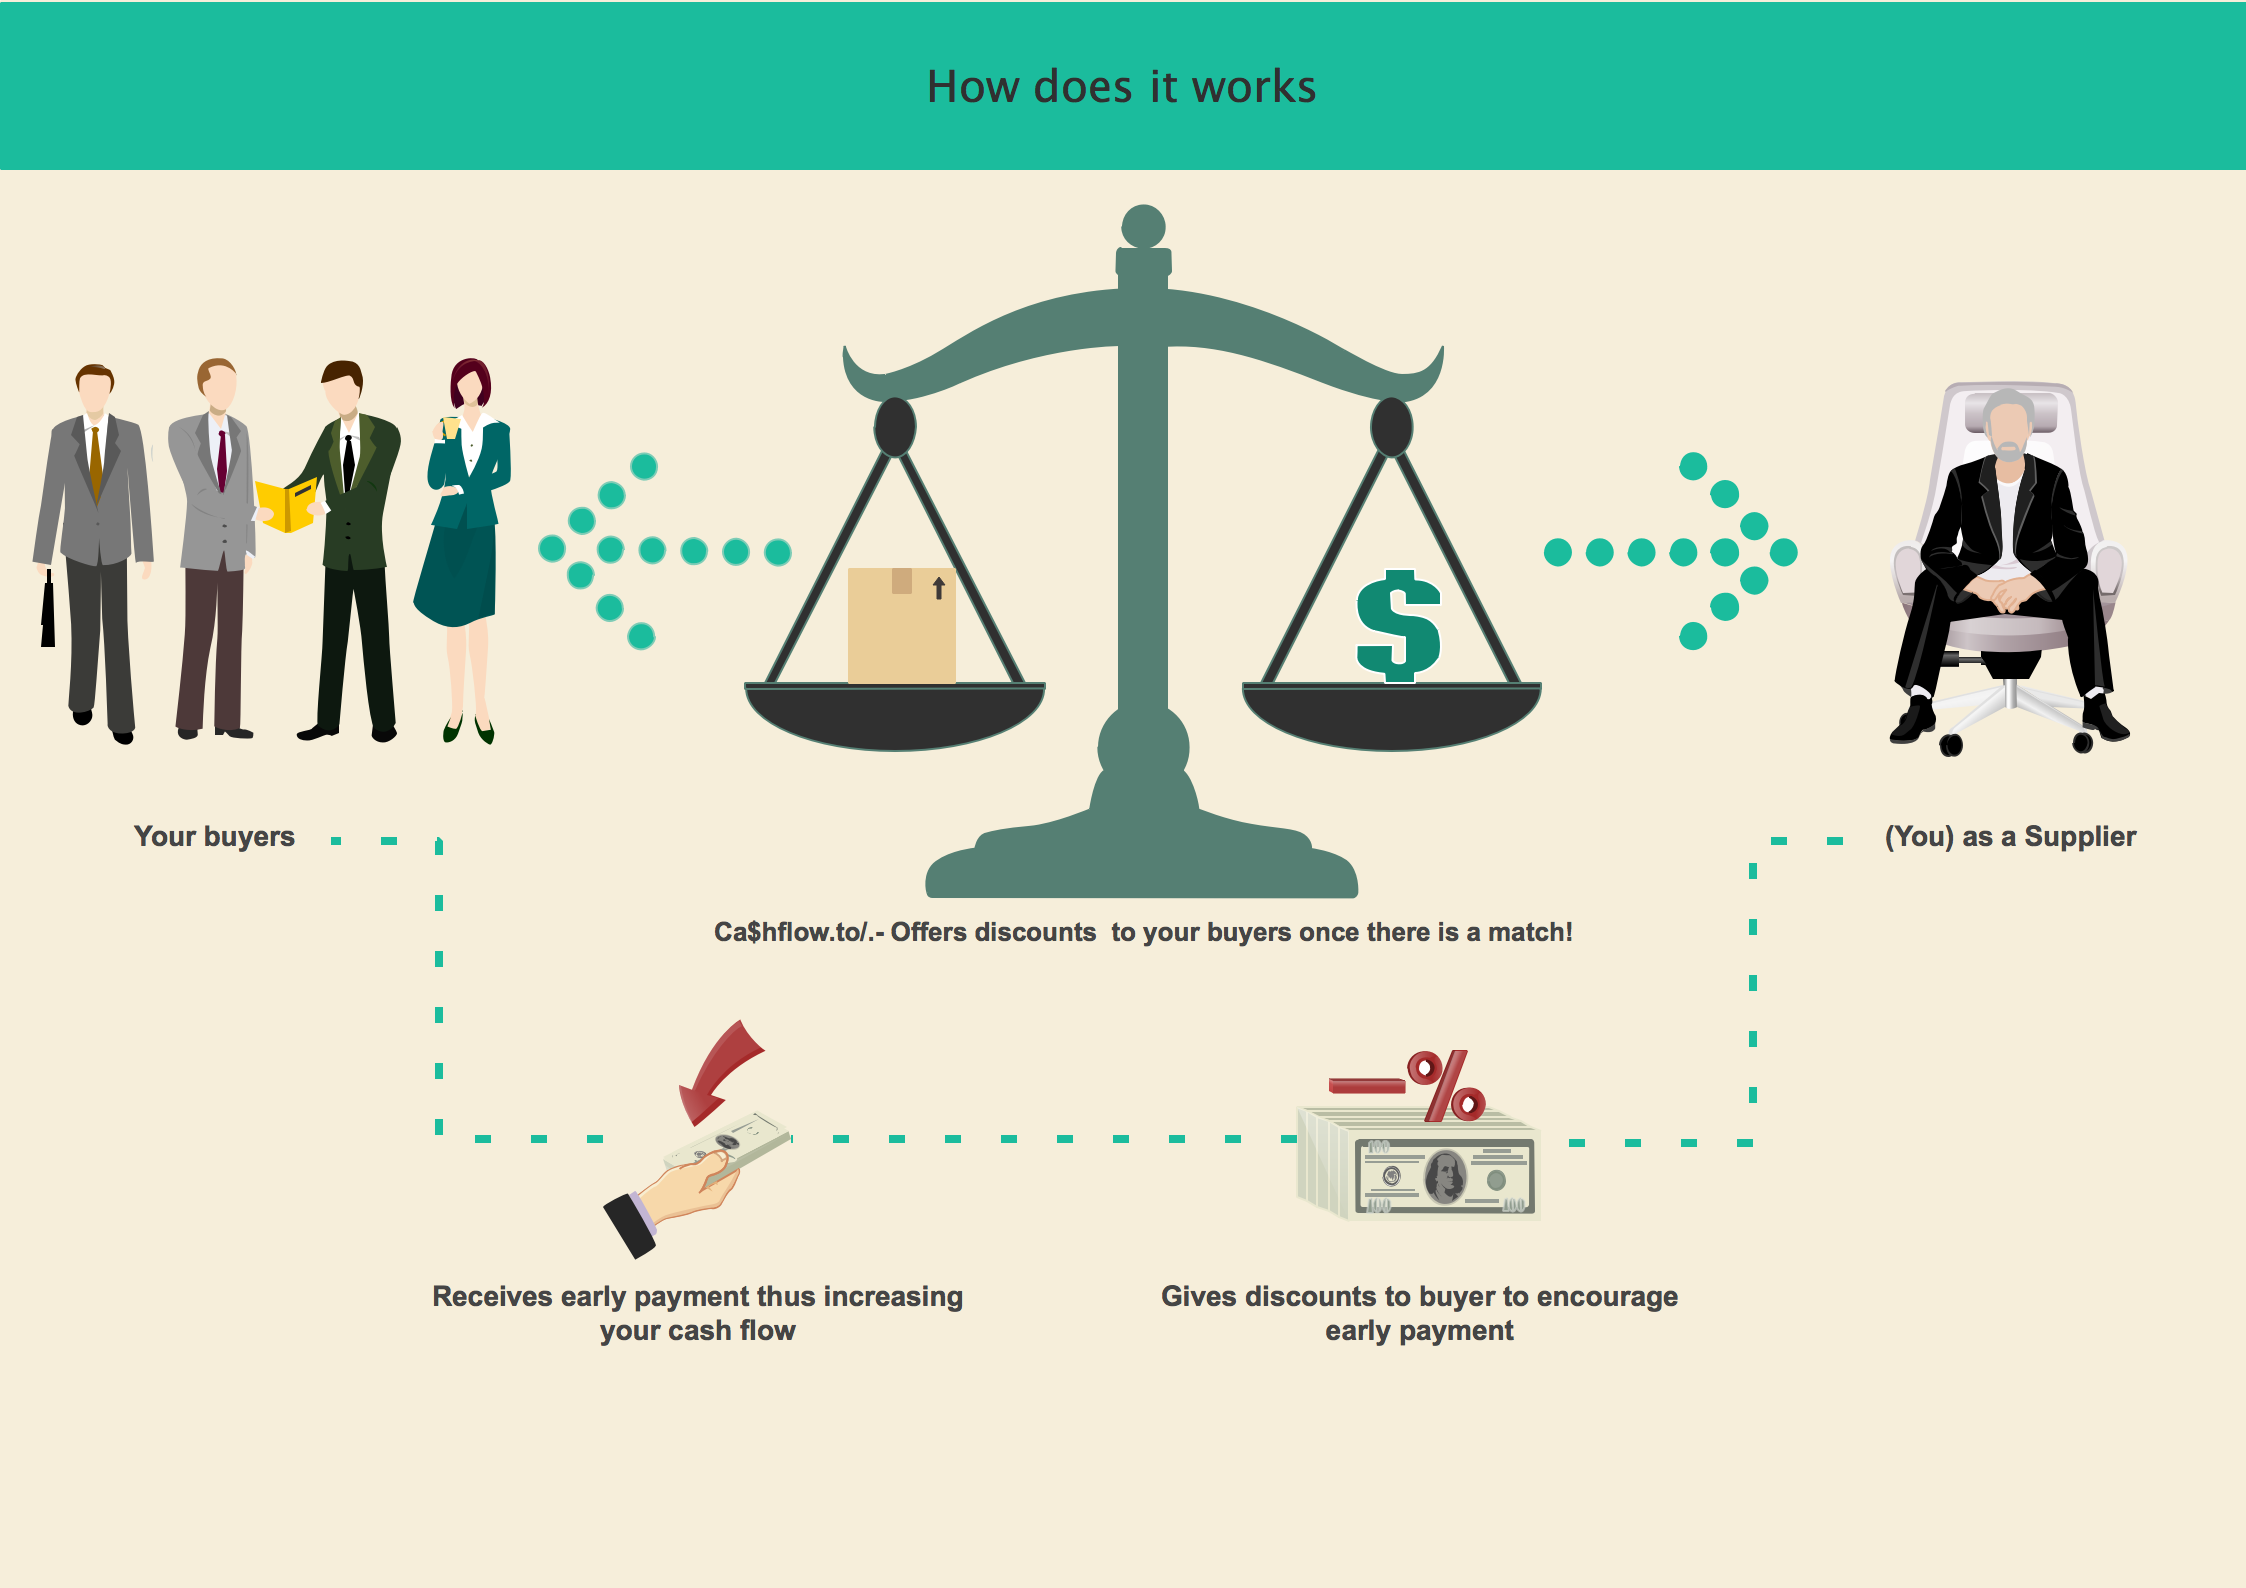 How does it works
Your buyers
(You) as a Supplier
Ca$hflow.to/.- Offers discounts  to your buyers once there is a match!
$
%
100
100
100
Receives early payment thus increasing
your cash flow
Gives discounts to buyer to encourage
early payment